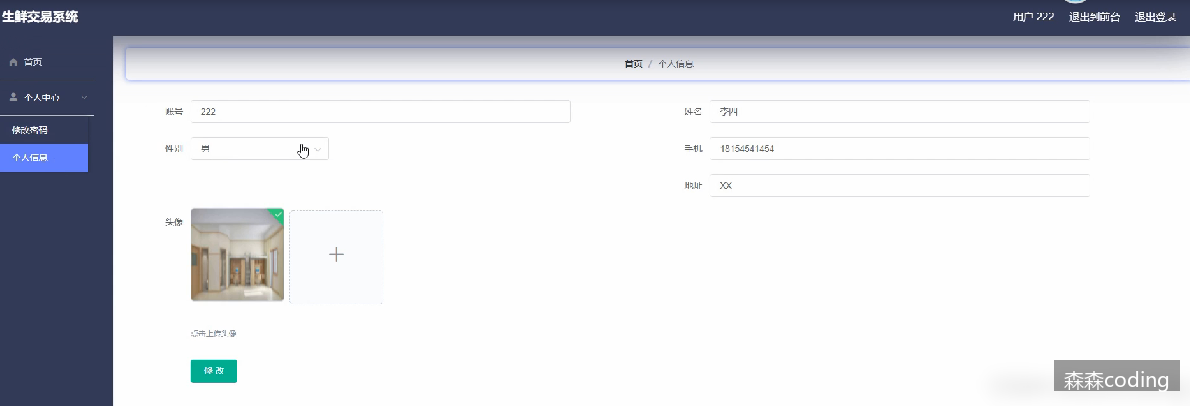 生鲜交易系统
用户 222 退出到前台 退出登录
首页
个人中心
修改密码
个人信息
首页 / 个人信息
账号 222
姓名 李四
性别 男
手机 18154541454
地址 XX
头像
点击上传头像
修 改
森森coding